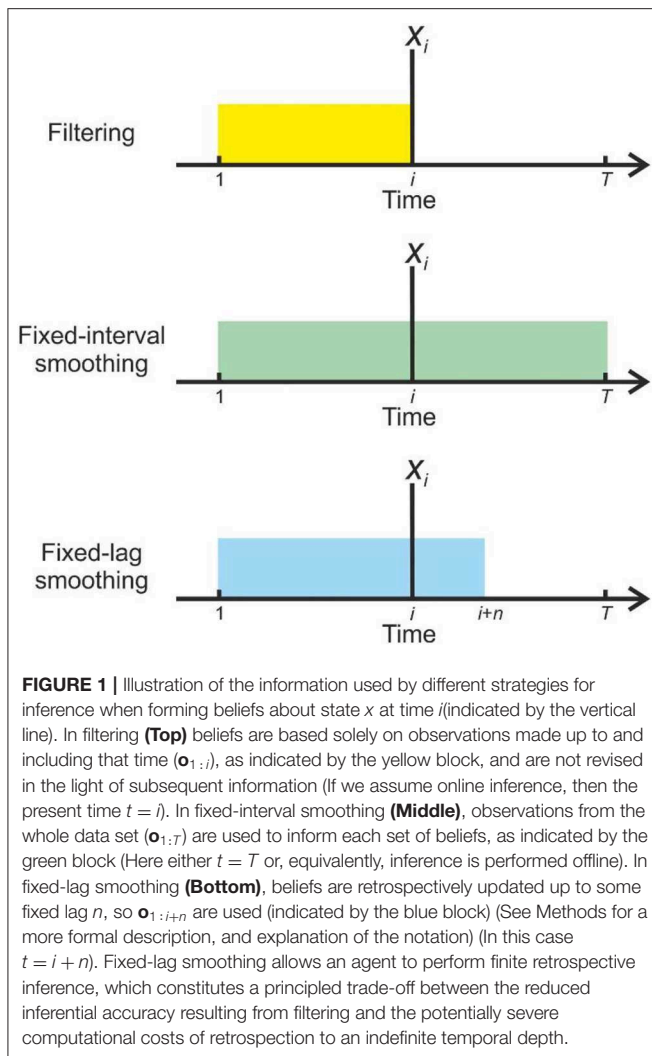 Xi
Filtering
1
i
T
Time
Xi
Fixed-interval
smoothing
1
i
T
Time
Xi
Fixed-lag
smoothing
1
i
i+n
T
Time
FIGURE 1 | Illustration of the information used by different strategies for
inference when forming beliefs about state x at time i(indicated by the vertical
line). In filtering (Top) beliefs are based solely on observations made up to and
including that time (o1:i), as indicated by the yellow block, and are not revised
in the light of subsequent information (If we assume online inference, then the
present time t = i). In fixed-interval smoothing (Middle), observations from the
whole data set (o1:T) are used to inform each set of beliefs, as indicated by the
green block (Here either t = T or, equivalently, inference is performed offline). In
fixed-lag smoothing (Bottom), beliefs are retrospectively updated up to some
fixed lag n, so o1:i+n are used (indicated by the blue block) (See Methods for a
more formal description, and explanation of the notation) (In this case
t = i + n). Fixed-lag smoothing allows an agent to perform finite retrospective
inference, which constitutes a principled trade-off between the reduced
inferential accuracy resulting from filtering and the potentially severe
computational costs of retrospection to an indefinite temporal depth.